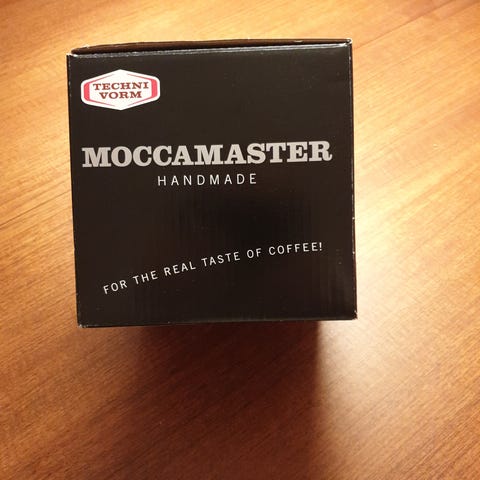 TECHNI
VORM
MOCCAMASTER
HANDMADE
FOR THE REAL TASTE OF COFFEE!